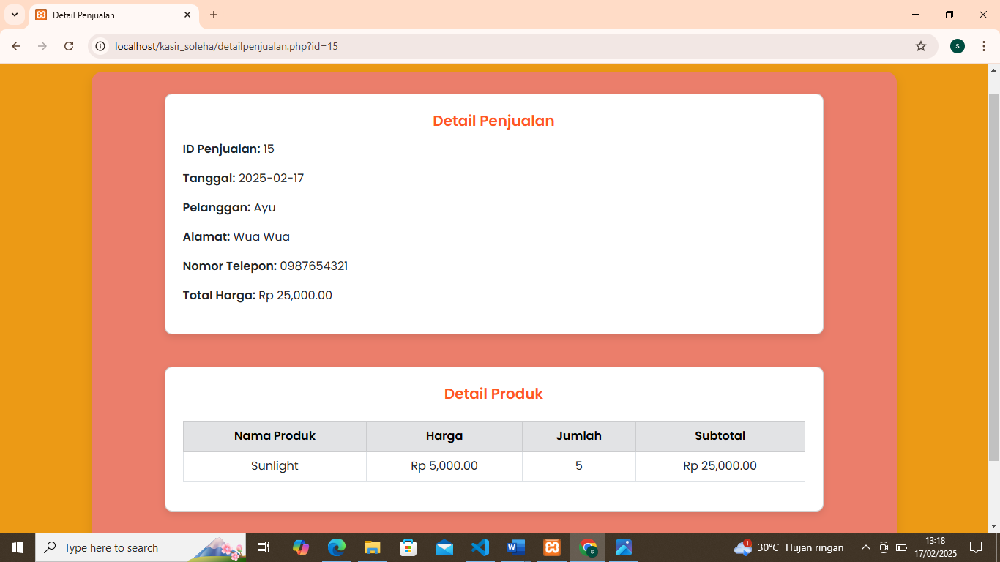 Detail Penjualan
localhost/kasir_soleha/detailpenjualan.php?id=15
s
Detail Penjualan
ID Penjualan: 15
Tanggal: 2025-02-17
Pelanggan: Ayu
Alamat: Wua Wua
Nomor Telepon: 0987654321
Total Harga: Rp 25,000.00
Detail Produk
Nama Produk Harga Jumlah Subtotal
Sunlight Rp 5,000.00 5 Rp 25,000.00
Type here to search
1
30°C Hujan ringan
13:18
17/02/2025